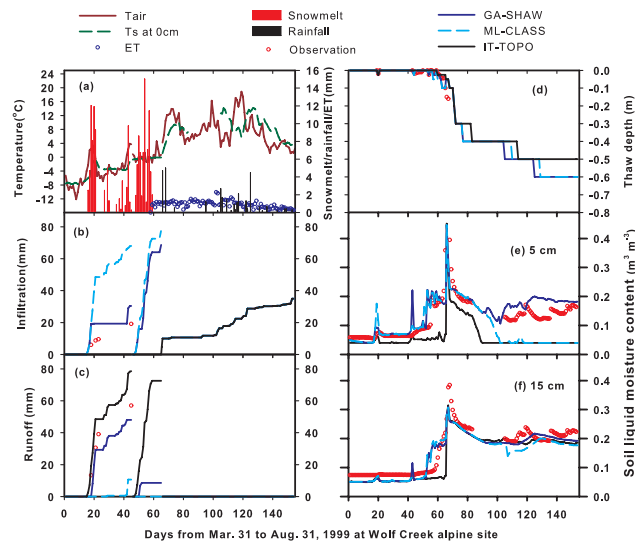 Tair
Ts at 0cm
ET
Snowmelt
Rainfall
Observation
GA-SHAW
ML-CLASS
IT-TOPO
(a)
24
20
16
12
8
4
0
-4
-8
-12
Temperature(°C)
16
14
12
10
8
6
4
2
0
Snowmelt/rainfall/ET(mm)
(d)
0.0
-0.1
-0.2
-0.3
-0.4
-0.5
-0.6
-0.7
-0.8
Thaw depth (m)
(b)
80
60
40
20
0
Infiltration(mm)
(e) 5 cm
0.4
0.3
0.2
0.1
0.0
(c)
80
60
40
20
0
Runoff (mm)
(f) 15 cm
0.4
0.3
0.2
0.1
0.0
Soil liquid moisture content (m³ m⁻³)
0 20 40 60 80 100 120 140
0 20 40 60 80 100 120 140
Days from Mar. 31 to Aug. 31, 1999 at Wolf Creek alpine site